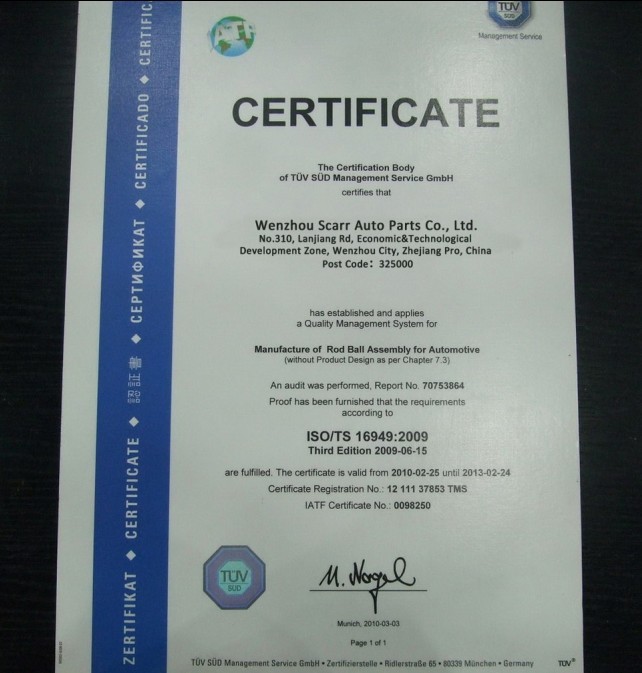 IATF
TÜV
SÜD
Management Service
CERTIFICATE
The Certification Body
of TÜV SÜD Management Service GmbH
certifies that
Wenzhou Scarr Auto Parts Co., Ltd.
No.310, Lanjiang Rd, Economic&Technological
Development Zone, Wenzhou City, Zhejiang Pro, China
Post Code: 325000
has established and applies
a Quality Management System for
Manufacture of Rod Ball Assembly for Automotive
(without Product Design as per Chapter 7.3)
An audit was performed, Report No. 70753864
Proof has been furnished that the requirements
according to
ISO/TS 16949:2009
Third Edition 2009-06-15
are fulfilled. The certificate is valid from 2010-02-25 until 2013-02-24
Certificate Registration No.: 12 111 37853 TMS
IATF Certificate No.: 0098250
TÜV
SÜD
M. Nagel
Munich, 2010-03-03
Page 1 of 1
TÜV SÜD Management Service GmbH • Zertifizierstelle • Ridlerstraße 65 • 80339 München • Germany
TÜV®
ZERTIFIKAT ◆ CERTIFICATE ◆ 認証書 ◆ СЕРТИФИКАТ ◆ CERTIFICADO ◆ CERTIFIC